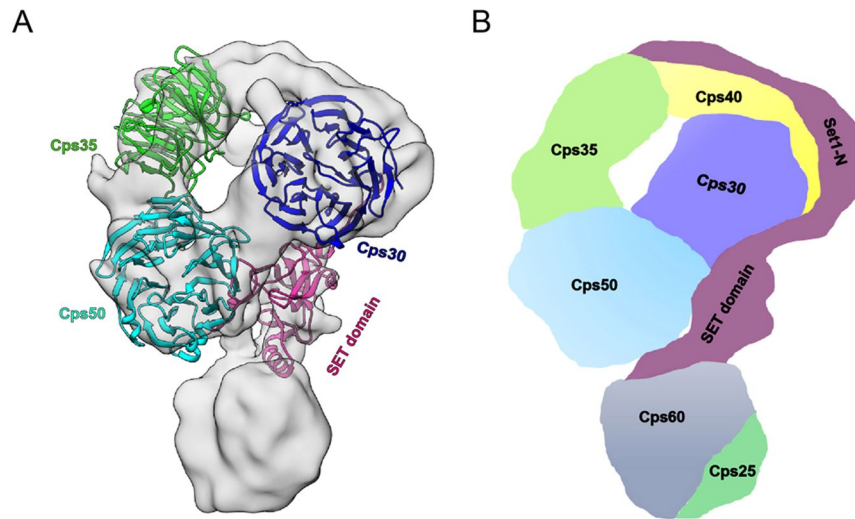 A
Cps35
Cps50
Cps30
SET domain
B
Cps40
Set1-N
Cps35
Cps30
Cps50
SET domain
Cps60
Cps25